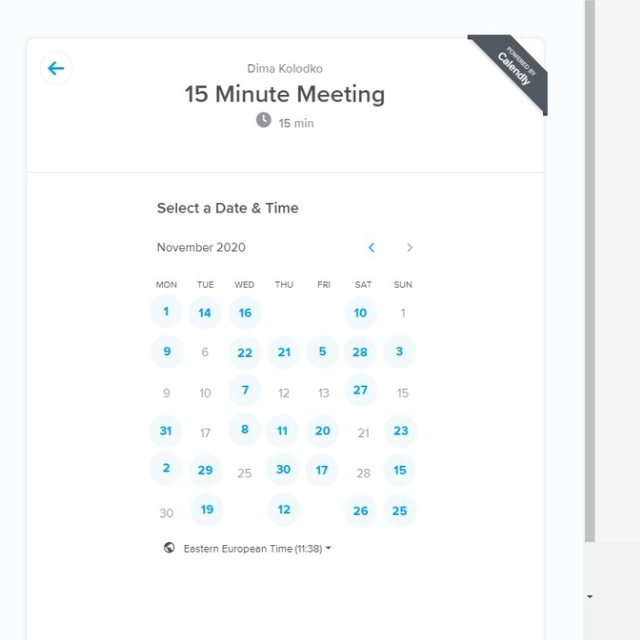 Dima Kolodko
15 Minute Meeting
15 min
POWERED BY
Calendly
Select a Date & Time
November 2020
MON TUE WED THU FRI SAT SUN
1 14 16 10 1
9 6 22 21 5 28 3
9 10 7 12 13 27 15
31 17 8 11 20 21 23
2 29 25 30 17 28 15
30 19 12 26 25
Eastern European Time (11:38)